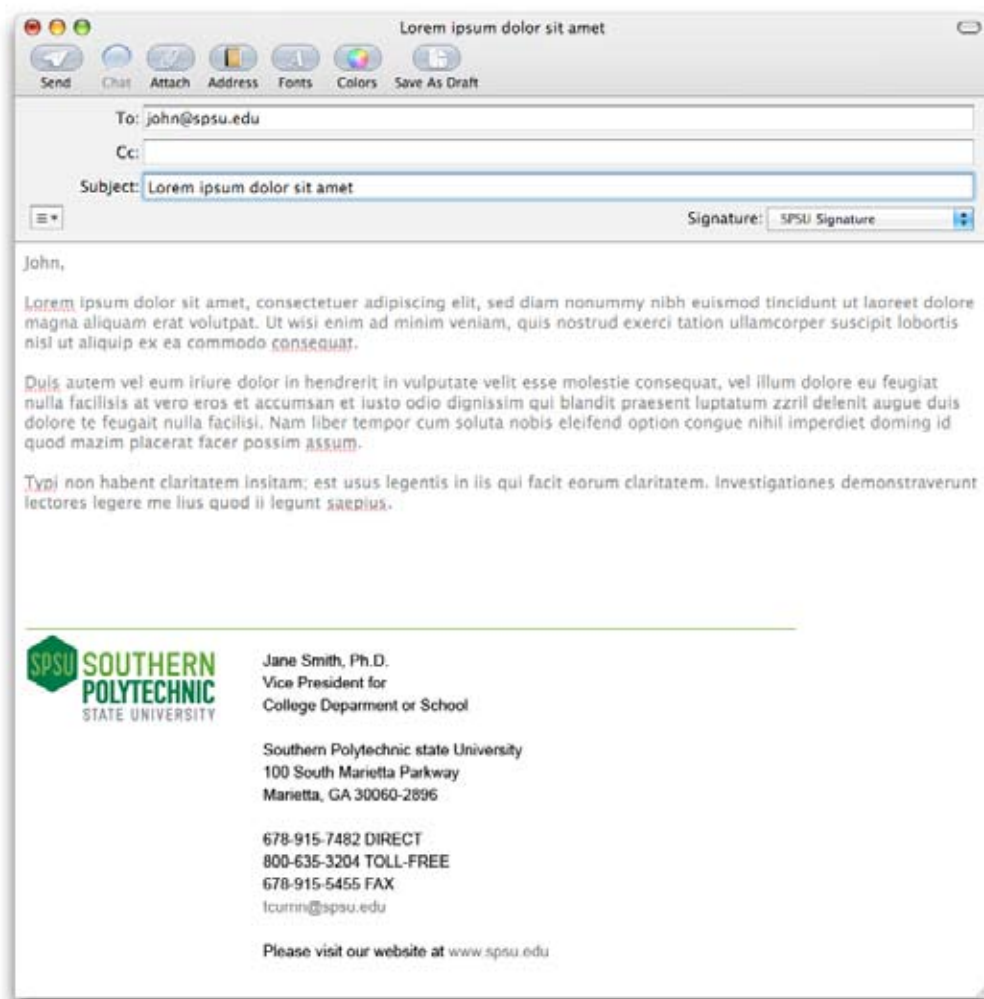 Lorem ipsum dolor sit amet
Send Chat Attach Address Fonts Colors Save As Draft
To: john@spsu.edu
Cc:
Subject: Lorem ipsum dolor sit amet
Signature: SPSU Signature
John,
Lorem ipsum dolor sit amet, consectetuer adipiscing elit, sed diam nonummy nibh euismod tincidunt ut laoreet dolore
magna aliquam erat volutpat. Ut wisi enim ad minim veniam, quis nostrud exerci tation ullamcorper suscipit lobortis
nisl ut aliquip ex ea commodo consequat.
Duis autem vel eum iriure dolor in hendrerit in vulputate velit esse molestie consequat, vel illum dolore eu feugiat
nulla facilisis at vero eros et accumsan et iusto odio dignissim qui blandit praesent luptatum zzril delenit augue duis
dolore te feugait nulla facilisi. Nam liber tempor cum soluta nobis eleifend option congue nihil imperdiet doming id
quod mazim placerat facer possim assum.
Typi non habent claritatem insitam; est usus legentis in iis qui facit eorum claritatem. Investigationes demonstraverunt
lectores legere me lius quod ii legunt saepius.
SPSU SOUTHERN
POLYTECHNIC
STATE UNIVERSITY
Jane Smith, Ph.D.
Vice President for
College Deparment or School
Southern Polytechnic state University
100 South Marietta Parkway
Marietta, GA 30060-2896
678-915-7482 DIRECT
800-635-3204 TOLL-FREE
678-915-5455 FAX
Please visit our website at www.spsu.edu